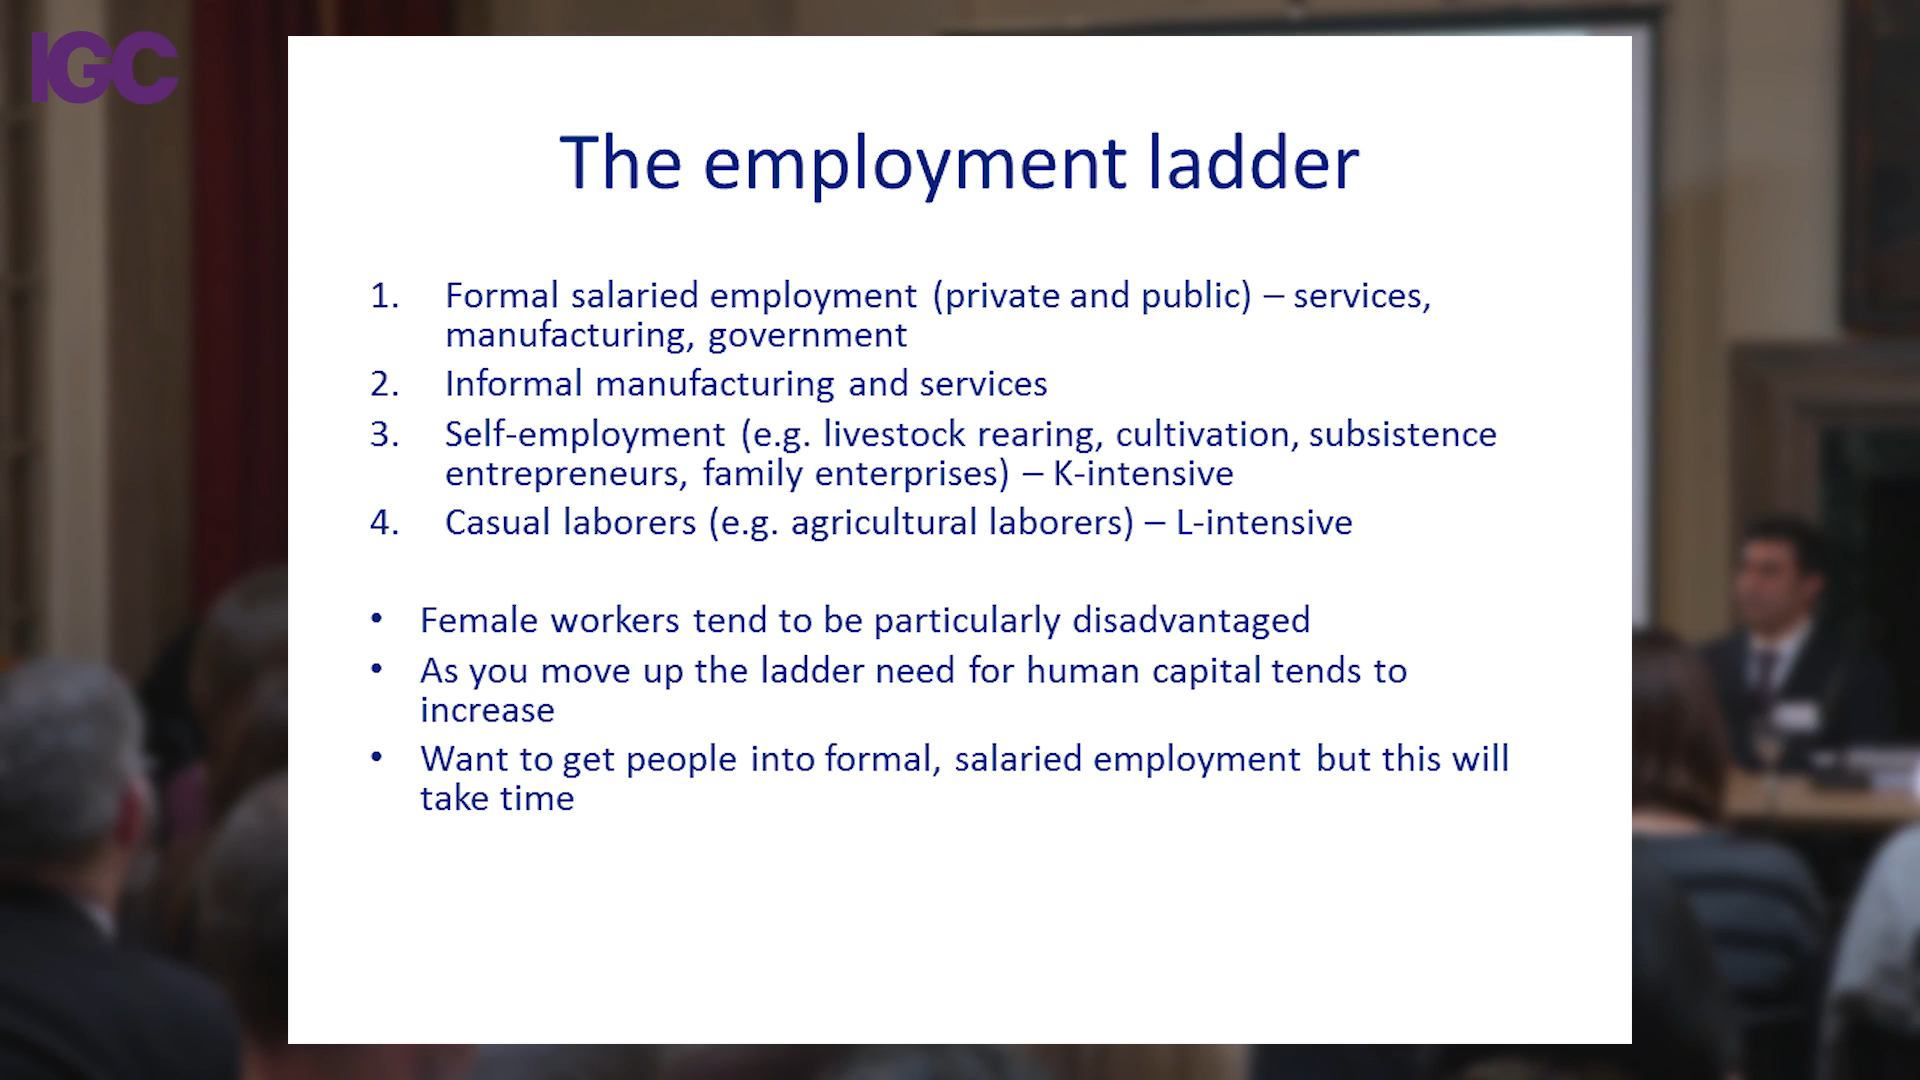 IGC
The employment ladder
1. Formal salaried employment (private and public) – services,
manufacturing, government
2. Informal manufacturing and services
3. Self-employment (e.g. livestock rearing, cultivation, subsistence
entrepreneurs, family enterprises) – K-intensive
4. Casual laborers (e.g. agricultural laborers) – L-intensive
• Female workers tend to be particularly disadvantaged
• As you move up the ladder need for human capital tends to
increase
• Want to get people into formal, salaried employment but this will
take time